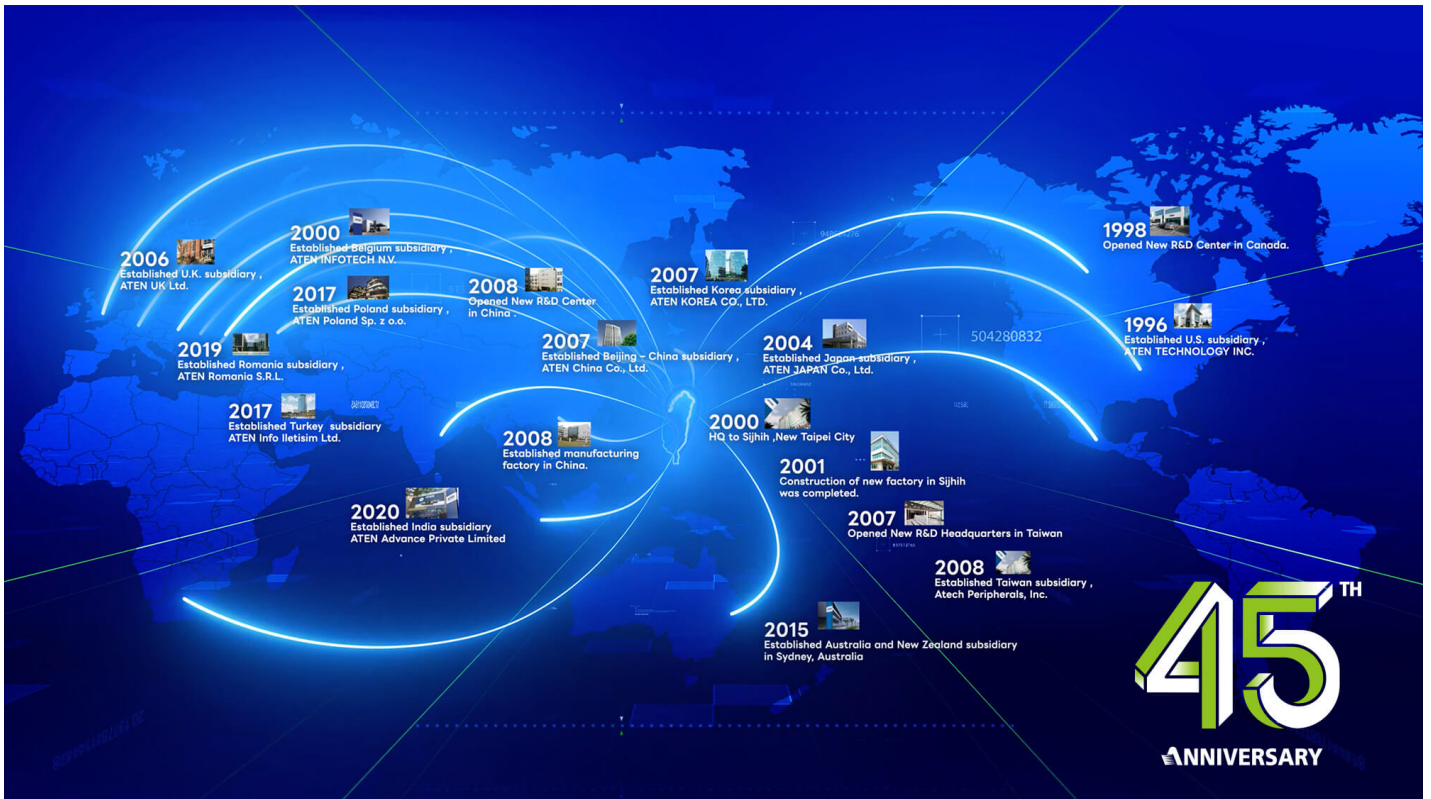 2006
Established U.K. subsidiary ,
ATEN UK Ltd.
2000
Established Belgium subsidiary ,
ATEN INFOTECH N.V.
2017
Established Poland subsidiary ,
ATEN Poland Sp. z o.o.
2019
Established Romania subsidiary ,
ATEN Romania S.R.L.
2017
Established Turkey subsidiary
ATEN Info Iletisim Ltd.
2008
Opened New R&D Center
in China .
2007
Established Beijing – China subsidiary ,
ATEN China Co., Ltd.
2008
Established manufacturing
factory in China.
2020
Established India subsidiary
ATEN Advance Private Limited
2007
Established Korea subsidiary ,
ATEN KOREA CO., LTD.
2004
Established Japan subsidiary ,
ATEN JAPAN Co., Ltd.
2000
HQ to Sijhih ,New Taipei City
2001
Construction of new factory in Sijhih
was completed.
2007
Opened New R&D Headquarters in Taiwan
2008
Established Taiwan subsidiary ,
Atech Peripherals, Inc.
2015
Established Australia and New Zealand subsidiary
in Sydney, Australia
1998
Opened New R&D Center in Canada.
1996
Established U.S. subsidiary ,
ATEN TECHNOLOGY INC.
504280832
45TH
ANNIVERSARY